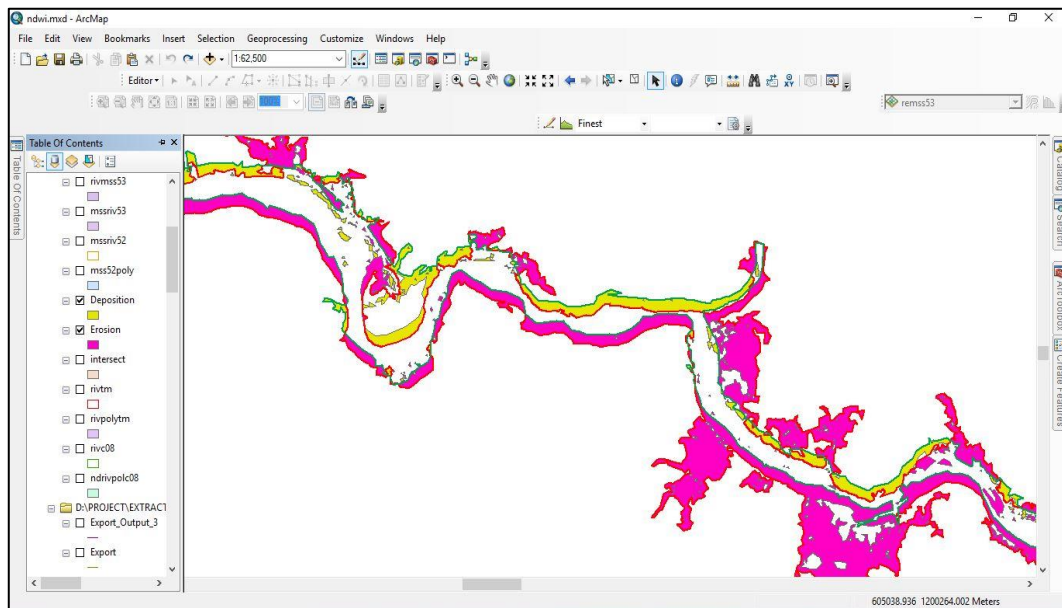 ndwi.mxd - ArcMap
File Edit View Bookmarks Insert Selection Geoprocessing Customize Windows Help
1:62,500
Editor
100%
remss53
Finest
Table Of Contents
Table Of Contents
rivmss53
mssriv53
mssriv52
mss52poly
Deposition
Erosion
intersect
rivtm
rivpolytm
rivc08
ndrivpolc08
D:\PROJECT\EXTRACT
Export_Output_3
Export
Catalog
Search
ArcToolbox
Create Features
605038.936 1200264.002 Meters